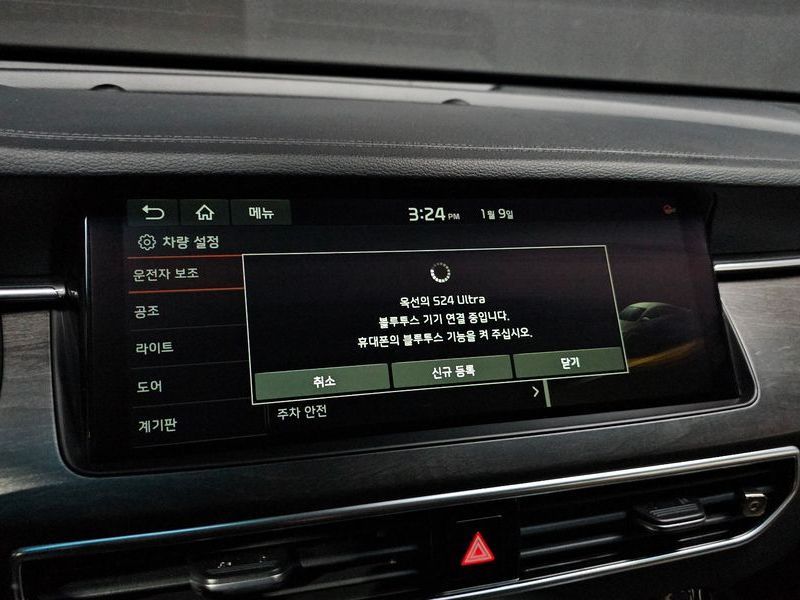 메뉴
3:24 PM
1월 9일
차량 설정
운전자 보조
공조
라이트
도어
계기판
옥선의 S24 Ultra
블루투스 기기 연결 중입니다.
휴대폰의 블루투스 기능을 켜 주십시오.
취소
신규 등록
닫기
주차 안전